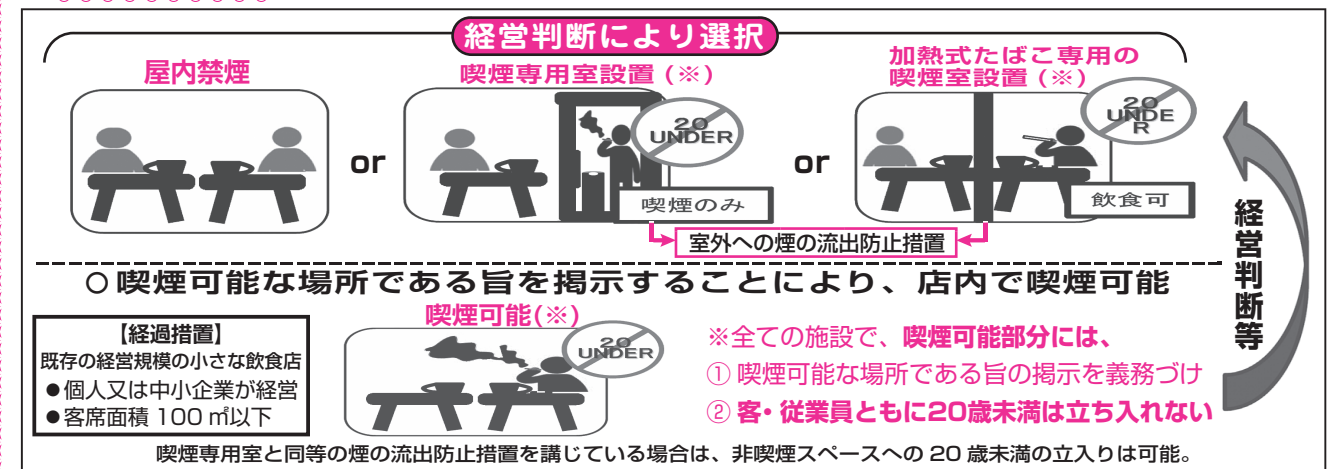 経営判断により選択
屋内禁煙
喫煙専用室設置(※)
加熱式たばこ専用の
喫煙室設置(※)
20
UNDER
20
UNDE
R
or
or
喫煙のみ
飲食可
室外への煙の流出防止措置
経営判断等
○喫煙可能な場所である旨を掲示することにより、店内で喫煙可能
【経過措置】
既存の経営規模の小さな飲食店
●個人又は中小企業が経営
●客席面積 100 ㎡以下
喫煙可能(※)
20
UNDER
※全ての施設で、喫煙可能部分には、
① 喫煙可能な場所である旨の掲示を義務づけ
② 客・従業員ともに20歳未満は立ち入れない
喫煙専用室と同等の煙の流出防止措置を講じている場合は、非喫煙スペースへの 20 歳未満の立入りは可能。